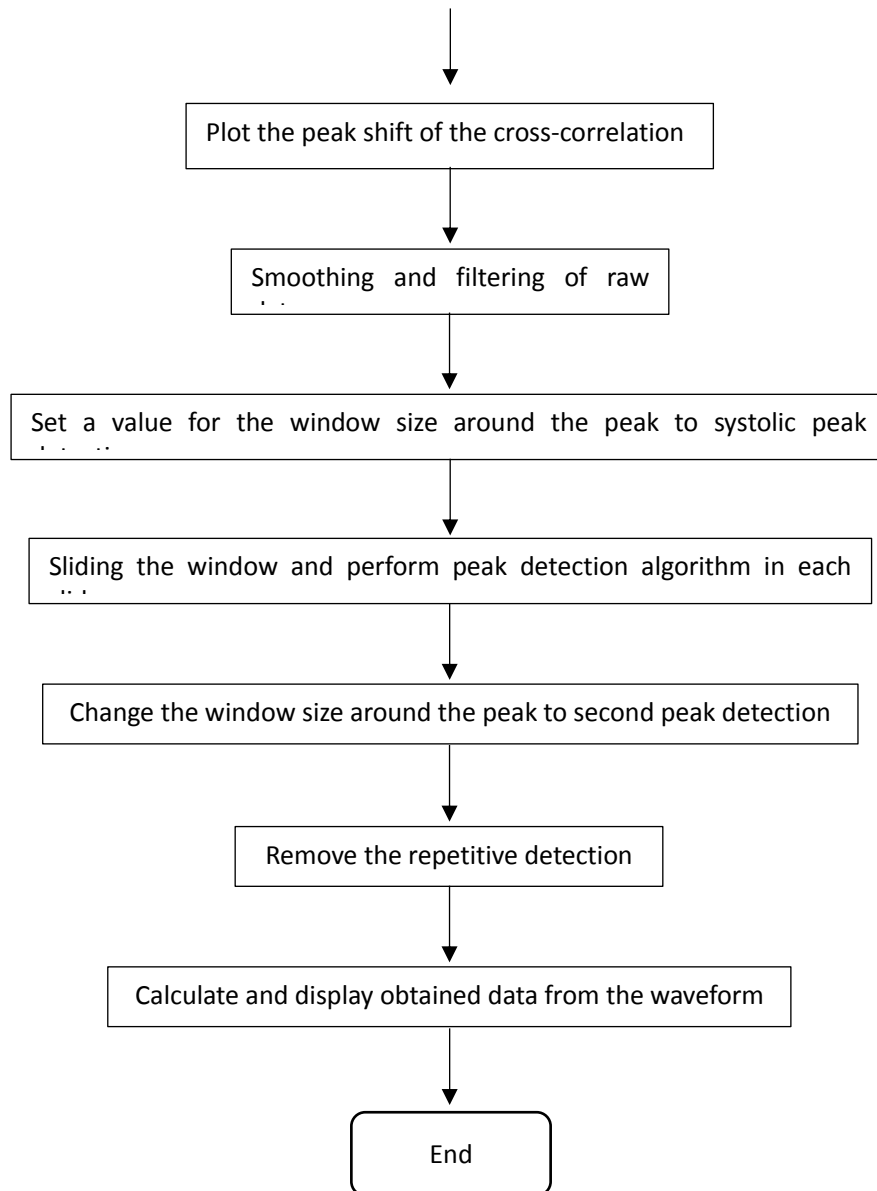 Plot the peak shift of the cross-correlation
Smoothing and filtering of raw
Set a value for the window size around the peak to systolic peak
Sliding the window and perform peak detection algorithm in each
Change the window size around the peak to second peak detection
Remove the repetitive detection
Calculate and display obtained data from the waveform
End